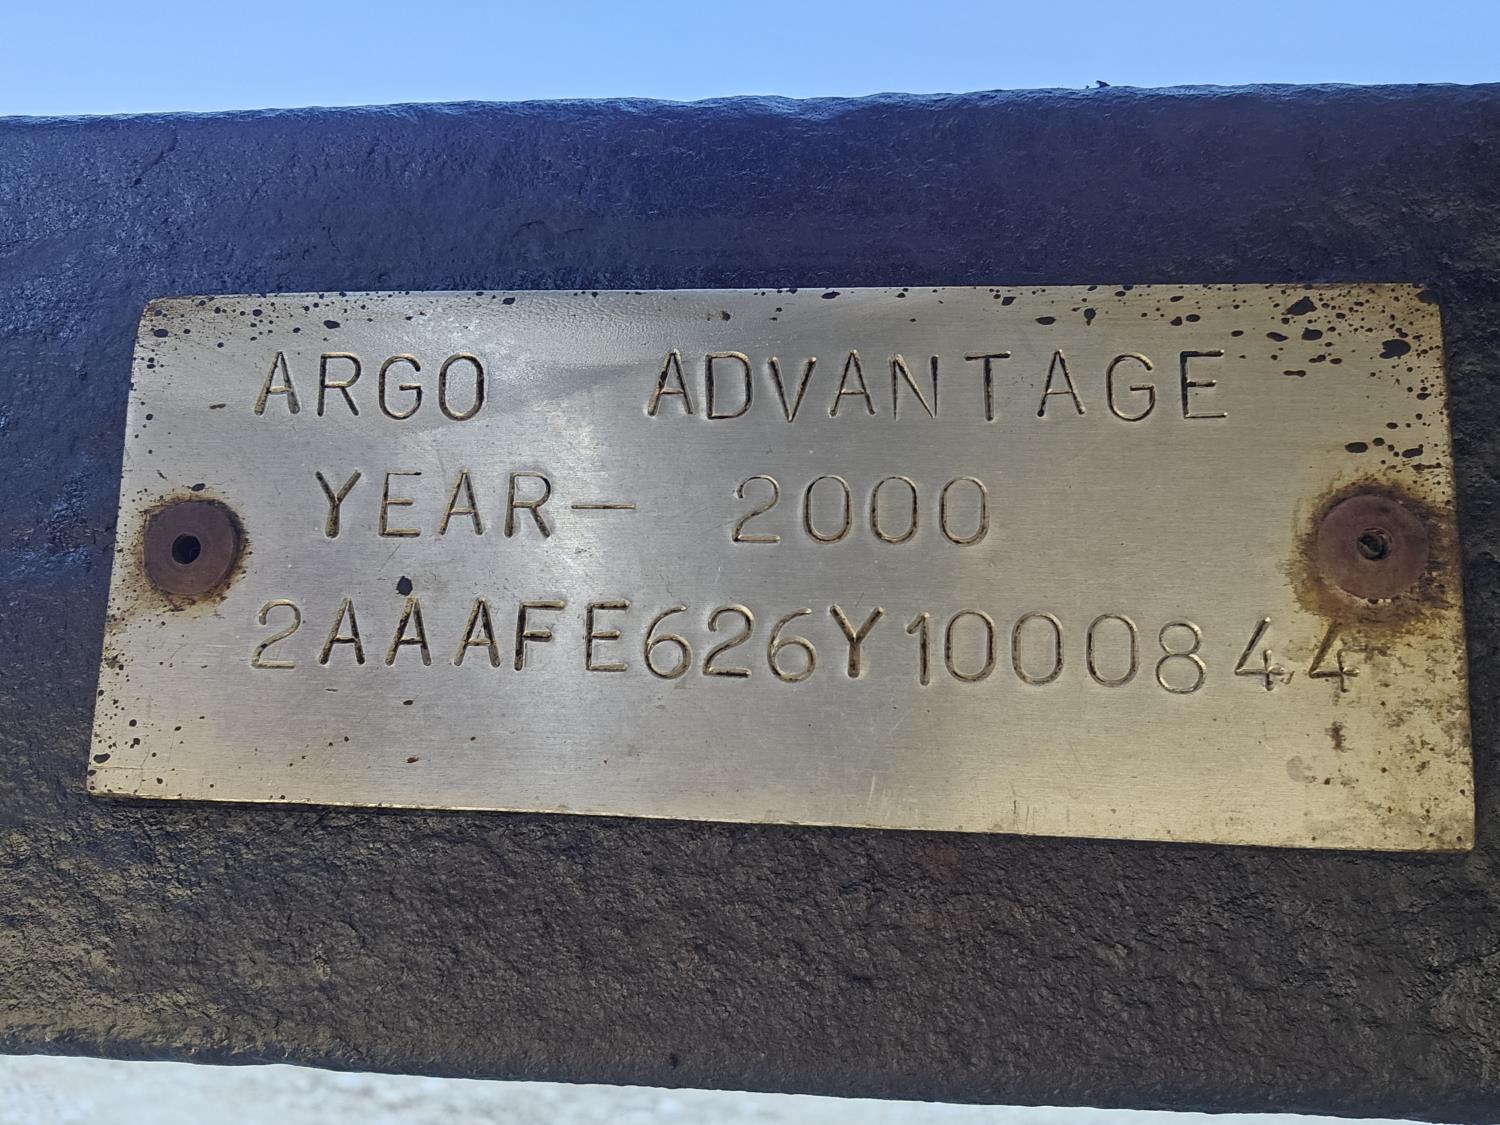 ARGO ADVANTAGE
YEAR- 2000
2AAAFE626Y1000844